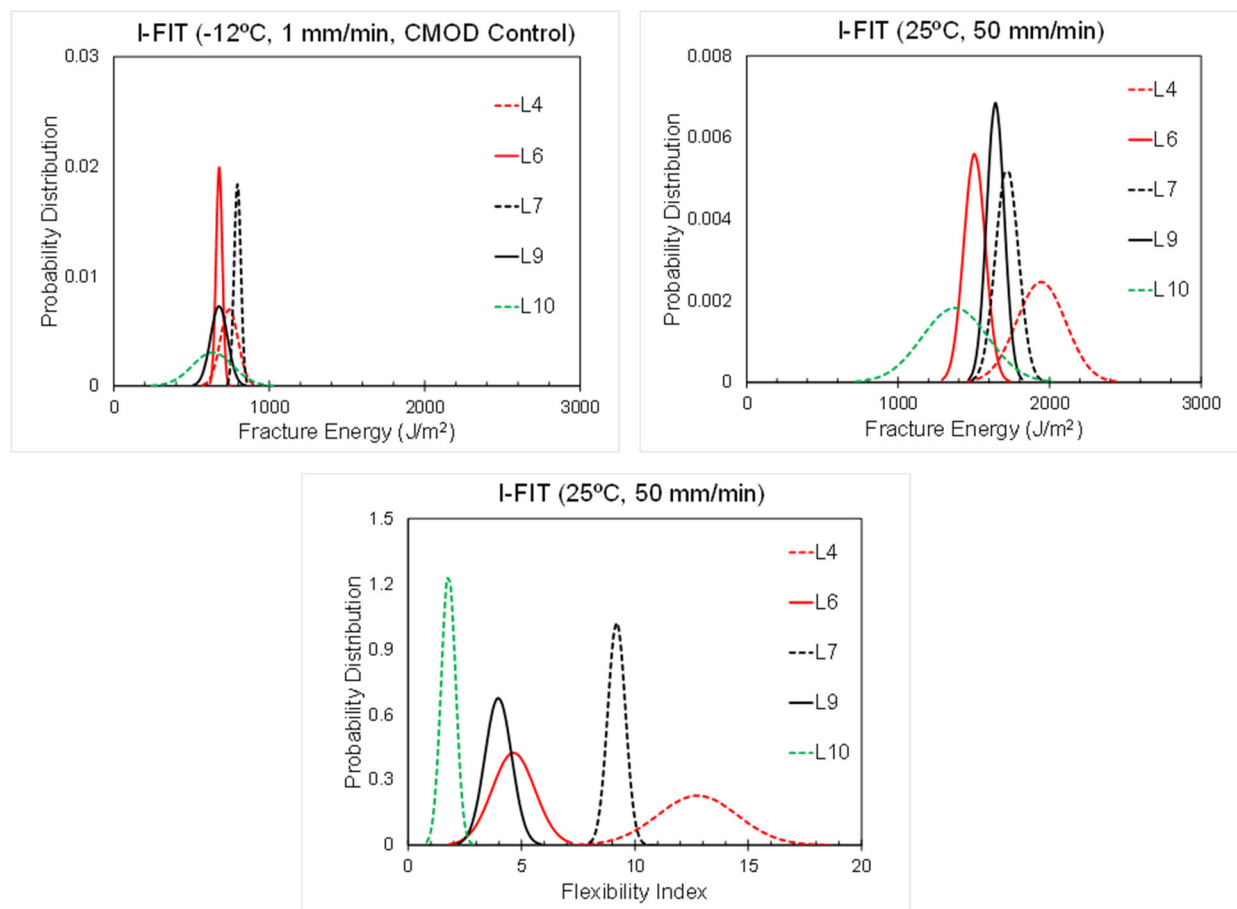 I-FIT (-12ºC, 1 mm/min, CMOD Control)
Probability Distribution
0.03
0.02
0.01
0
0 1000 2000 3000
Fracture Energy (J/m²)
L4
L6
L7
L9
L10
I-FIT (25ºC, 50 mm/min)
Probability Distribution
0.008
0.006
0.004
0.002
0
0 1000 2000 3000
Fracture Energy (J/m²)
L4
L6
L7
L9
L10
I-FIT (25ºC, 50 mm/min)
Probability Distribution
1.5
1.2
0.9
0.6
0.3
0
0 5 10 15 20
Flexibility Index
L4
L6
L7
L9
L10